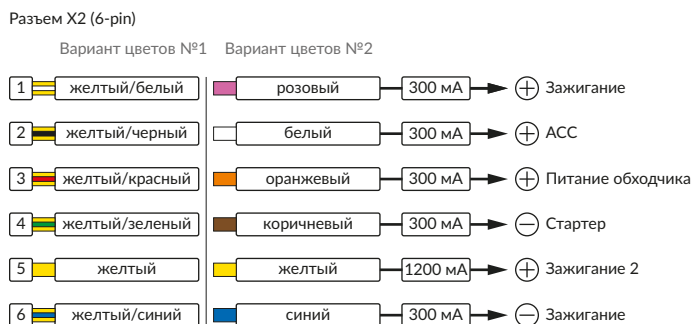 Разъем X2 (6-pin)
Вариант цветов №1 Вариант цветов №2
1 желтый/белый розовый 300 мА + Зажигание
2 желтый/черный белый 300 мА + ACC
3 желтый/красный оранжевый 300 мА + Питание обходчика
4 желтый/зеленый коричневый 300 мА − Стартер
5 желтый желтый 1200 мА + Зажигание 2
6 желтый/синий синий 300 мА − Зажигание